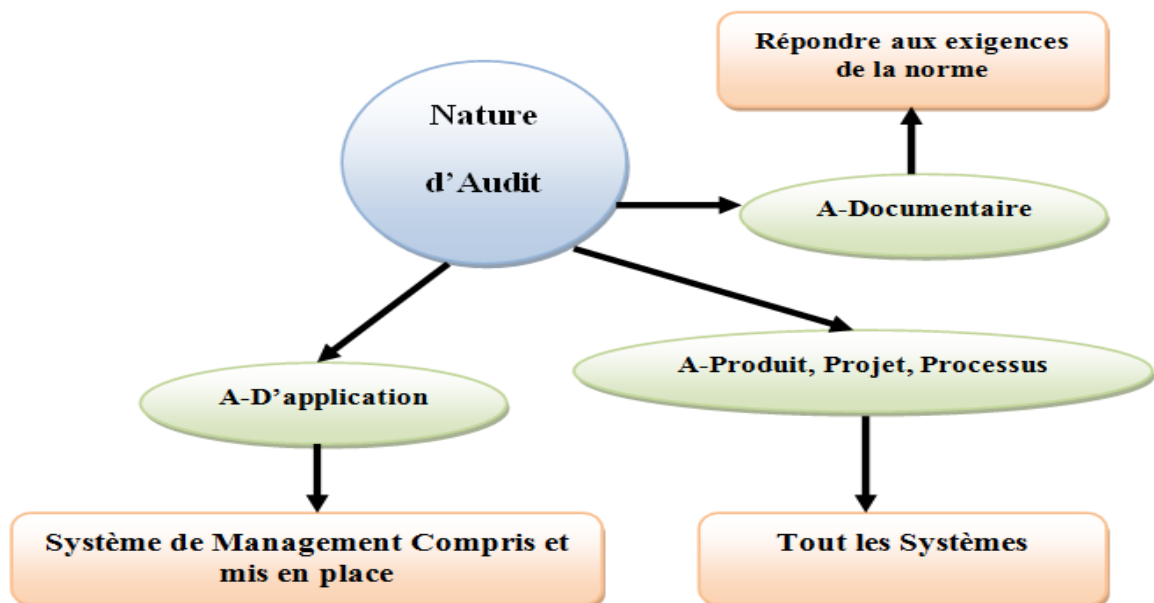 Répondre aux exigences
de la norme
Nature
d'Audit
A-Documentaire
A-Produit, Projet, Processus
A-D'application
Système de Management Compris et
mis en place
Tout les Systèmes